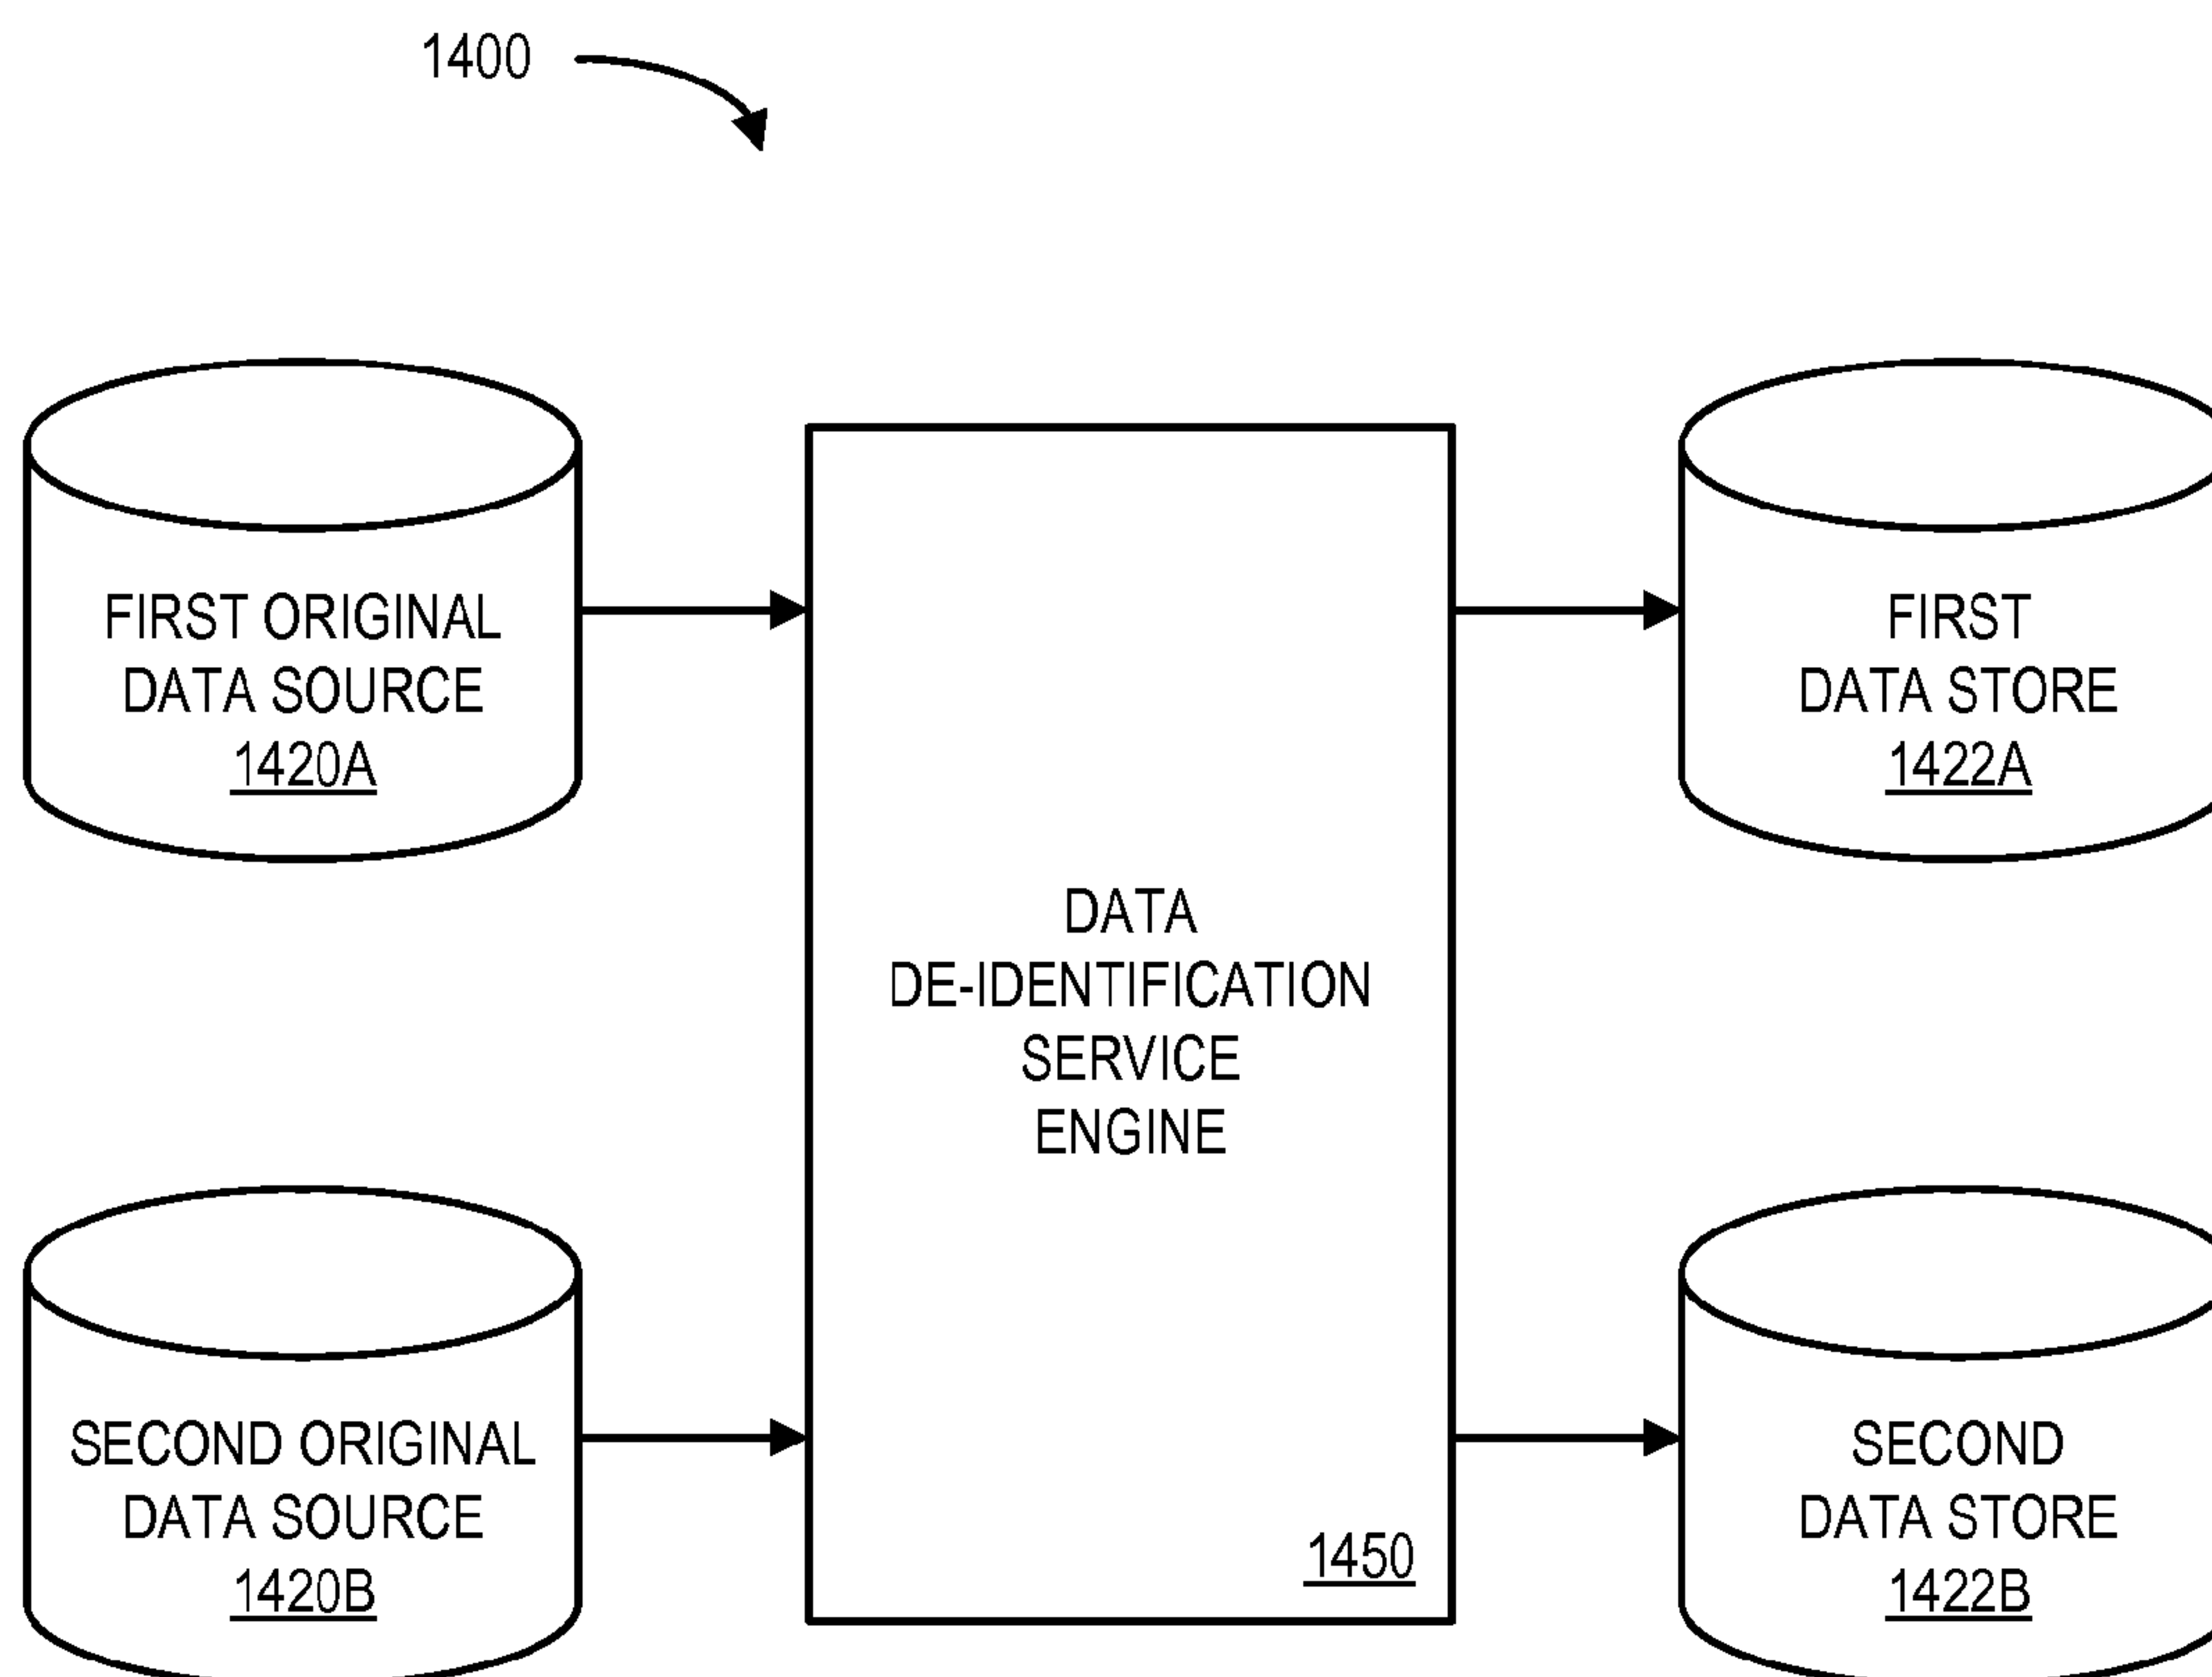 1400
FIRST ORIGINAL
DATA SOURCE
1420A
FIRST
DATA STORE
1422A
DATA
DE-IDENTIFICATION
SERVICE
ENGINE
1450
SECOND ORIGINAL
DATA SOURCE
1420B
SECOND
DATA STORE
1422B